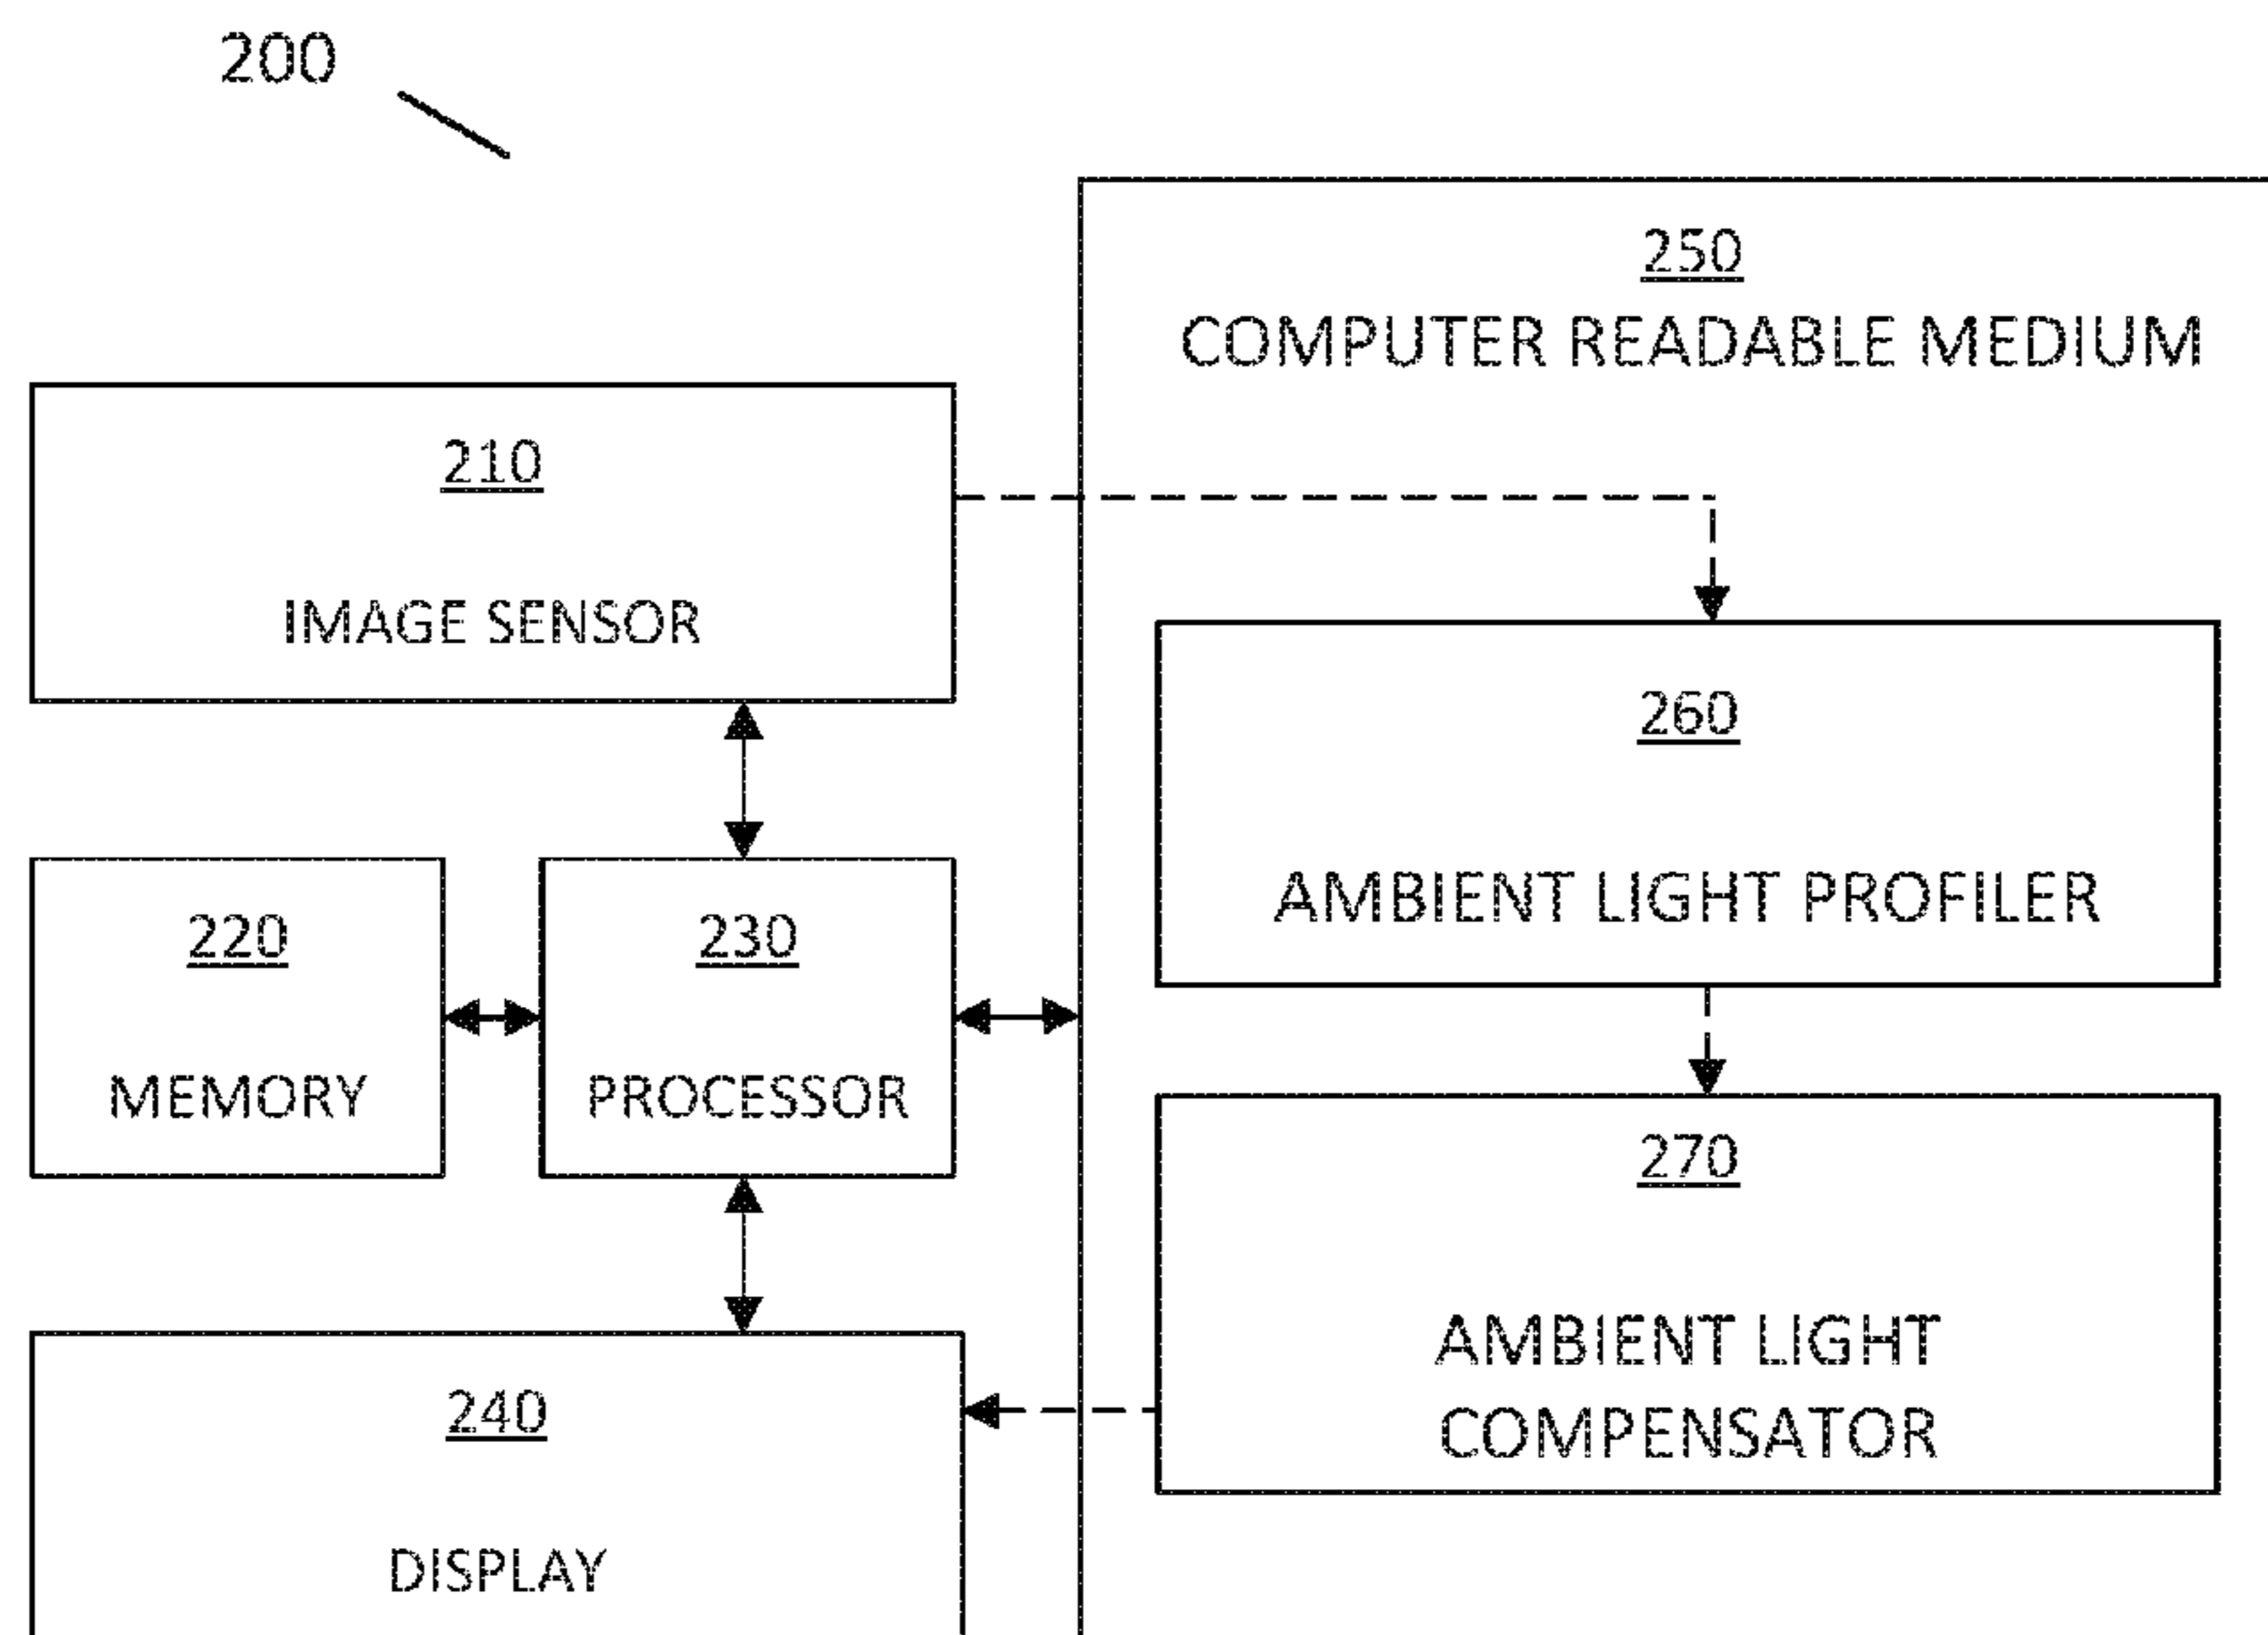 200
250
COMPUTER READABLE MEDIUM
210
IMAGE SENSOR
260
AMBIENT LIGHT PROFILER
220
MEMORY
230
PROCESSOR
270
AMBIENT LIGHT
COMPENSATOR
240
DISPLAY